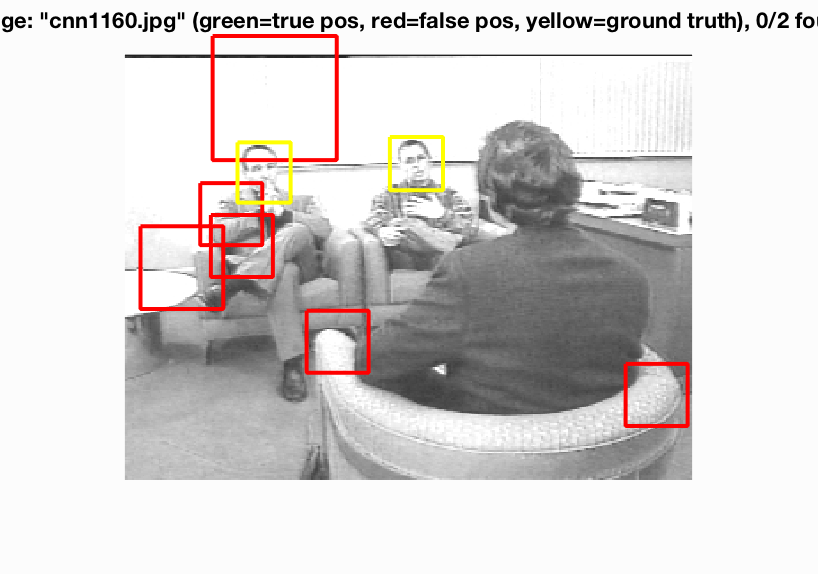 ge: "cnn1160.jpg" (green=true pos, red=false pos, yellow=ground truth), 0/2 fou